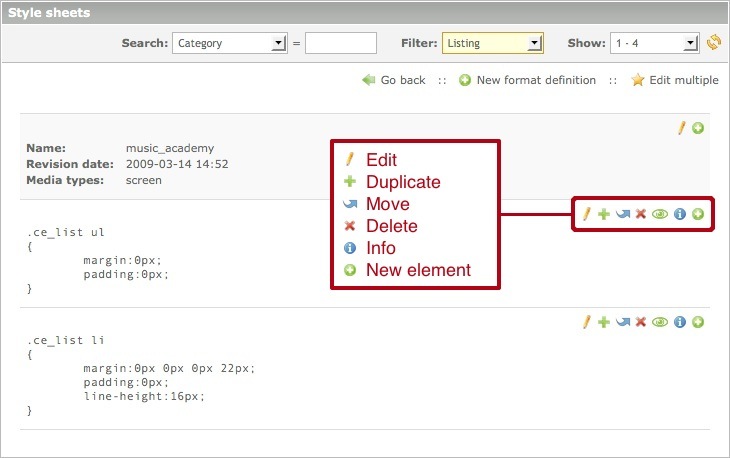 Style sheets
Search: Category = Filter: Listing Show: 1 - 4
Go back :: New format definition :: Edit multiple
Name: music_academy
Revision date: 2009-03-14 14:52
Media types: screen
Edit
Duplicate
Move
Delete
Info
New element
.ce_list ul
{
margin:0px;
padding:0px;
}
.ce_list li
{
margin:0px 0px 0px 22px;
padding:0px;
line-height:16px;
}